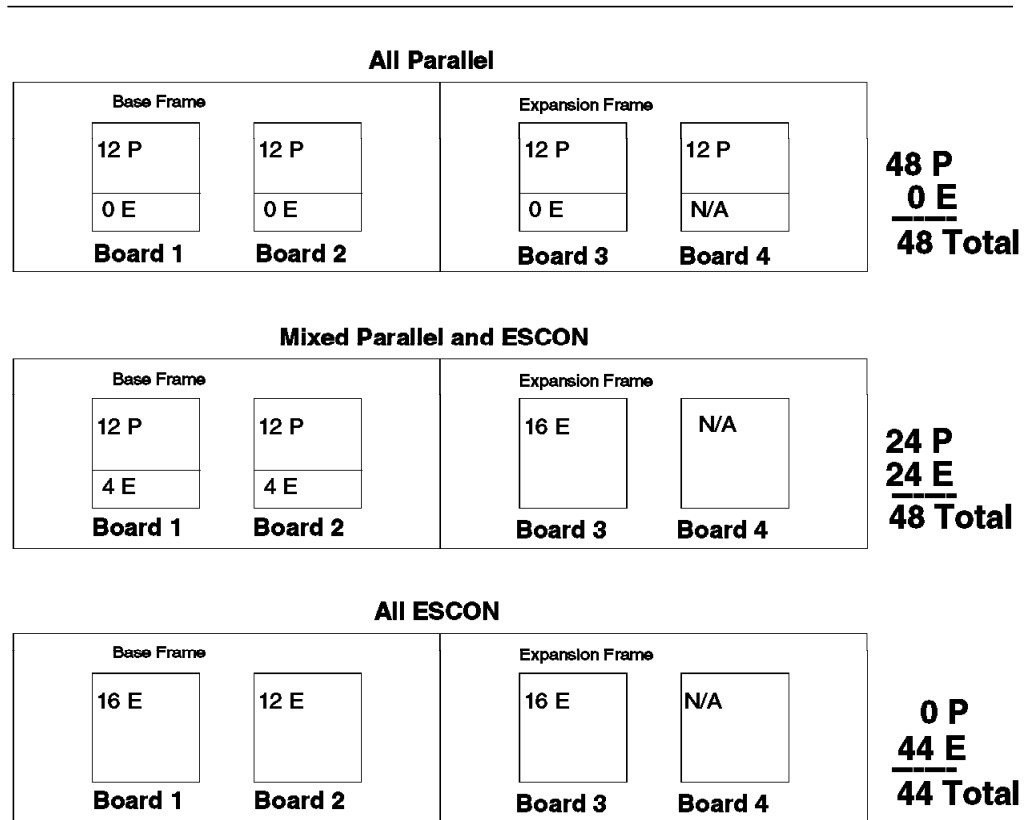 All Parallel
Base Frame Expansion Frame
12 P 12 P 12 P 12 P
0 E 0 E 0 E N/A
Board 1 Board 2 Board 3 Board 4
48 P
0 E
48 Total
Mixed Parallel and ESCON
Base Frame Expansion Frame
12 P 12 P 16 E N/A
4 E 4 E
Board 1 Board 2 Board 3 Board 4
24 P
24 E
48 Total
All ESCON
Base Frame Expansion Frame
16 E 12 E 16 E N/A
Board 1 Board 2 Board 3 Board 4
0 P
44 E
44 Total